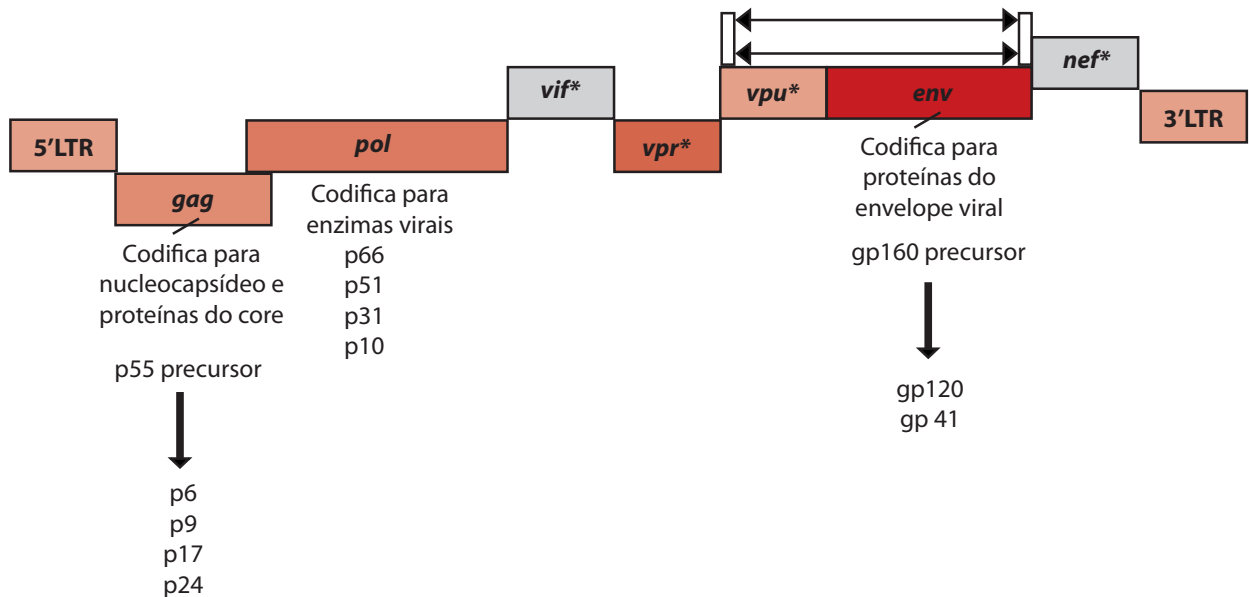 5'LTR
gag
Codifica para
nucleocapsídeo e
proteínas do core
p55 precursor
p6
p9
p17
p24
pol
Codifica para
enzimas virais
p66
p51
p31
p10
vif*
vpr*
vpu*
env
Codifica para
proteínas do
envelope viral
gp160 precursor
gp120
gp 41
nef*
3'LTR